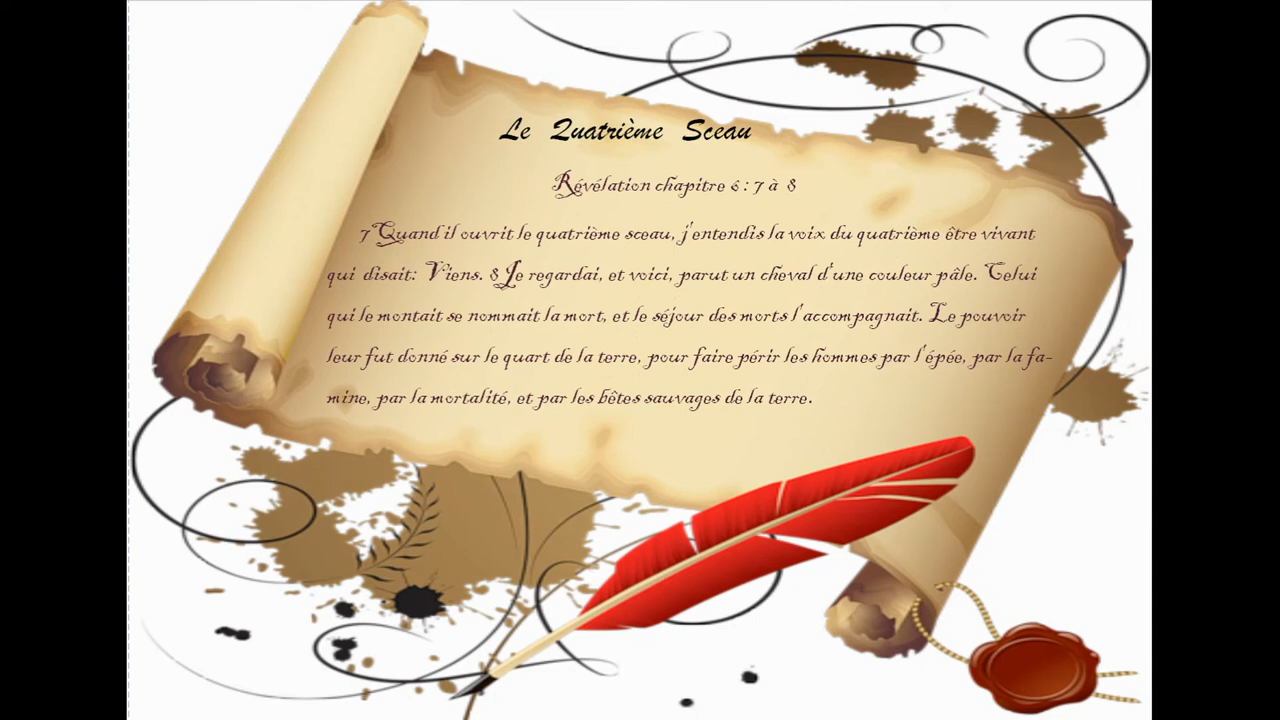 Le Quatrième Sceau
Révélation chapitre 6 : 7 à 8
7 Quand il ouvrit le quatrième sceau, j'entendis la voix du quatrième être vivant
qui disait: Viens. 8 Je regardai, et voici, parut un cheval d'une couleur pâle. Celui
qui le montait se nommait la mort, et le séjour des morts l'accompagnait. Le pouvoir
leur fut donné sur le quart de la terre, pour faire périr les hommes par l'épée, par la fa-
mine, par la mortalité, et par les bêtes sauvages de la terre.